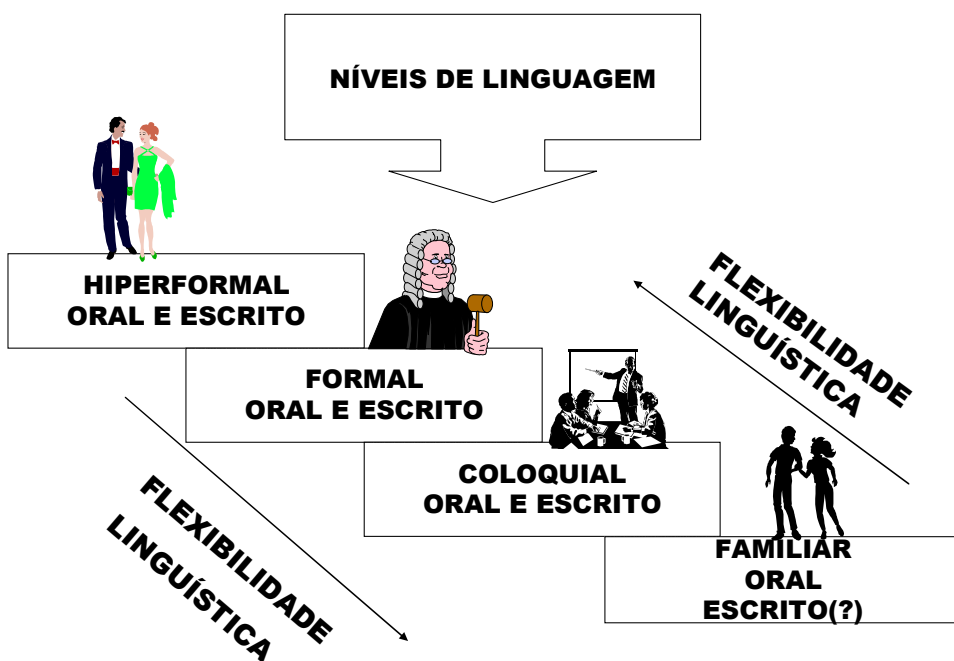 NÍVEIS DE LINGUAGEM
HIPERFORMAL
ORAL E ESCRITO
FORMAL
ORAL E ESCRITO
COLOQUIAL
ORAL E ESCRITO
FAMILIAR
ORAL
ESCRITO(?)
FLEXIBILIDADE
LINGUÍSTICA
FLEXIBILIDADE
LINGUÍSTICA